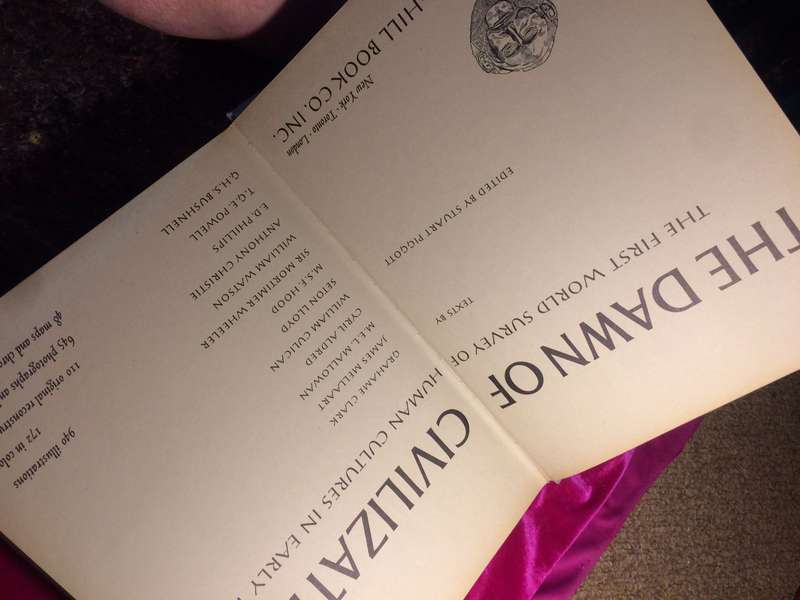 THE DAWN OF CIVILIZAT
THE FIRST WORLD SURVEY OF HUMAN CULTURES IN EARLY
EDITED BY STUART PIGGOTT
TEXTS BY
GRAHAME CLARK
JAMES MELLAART
M.E.L. MALLOWAN
CYRIL ALDRED
WILLIAM CULICAN
SETON LLOYD
M.S.F. HOOD
SIR MORTIMER WHEELER
WILLIAM WATSON
ANTHONY CHRISTIE
E.D. PHILLIPS
T.G.E. POWELL
G.H.S. BUSHNELL
940 illustrations
172 in colo
110 original reconstru
645 photographs an
48 maps and chro
HILL BOOK CO. INC.
New York · Toronto · London